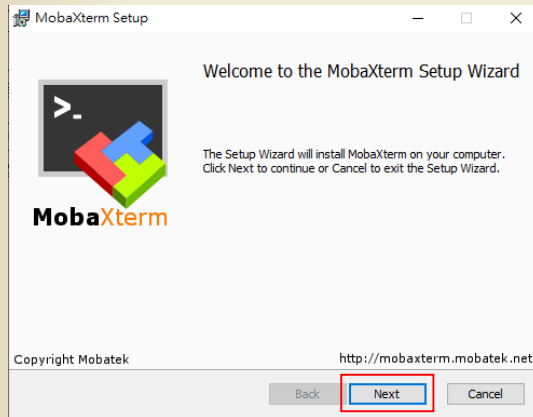 MobaXterm Setup
Welcome to the MobaXterm Setup Wizard
>_
The Setup Wizard will install MobaXterm on your computer.
Click Next to continue or Cancel to exit the Setup Wizard.
MobaXterm
Copyright Mobatek http://mobaxterm.mobatek.net
Back Next Cancel